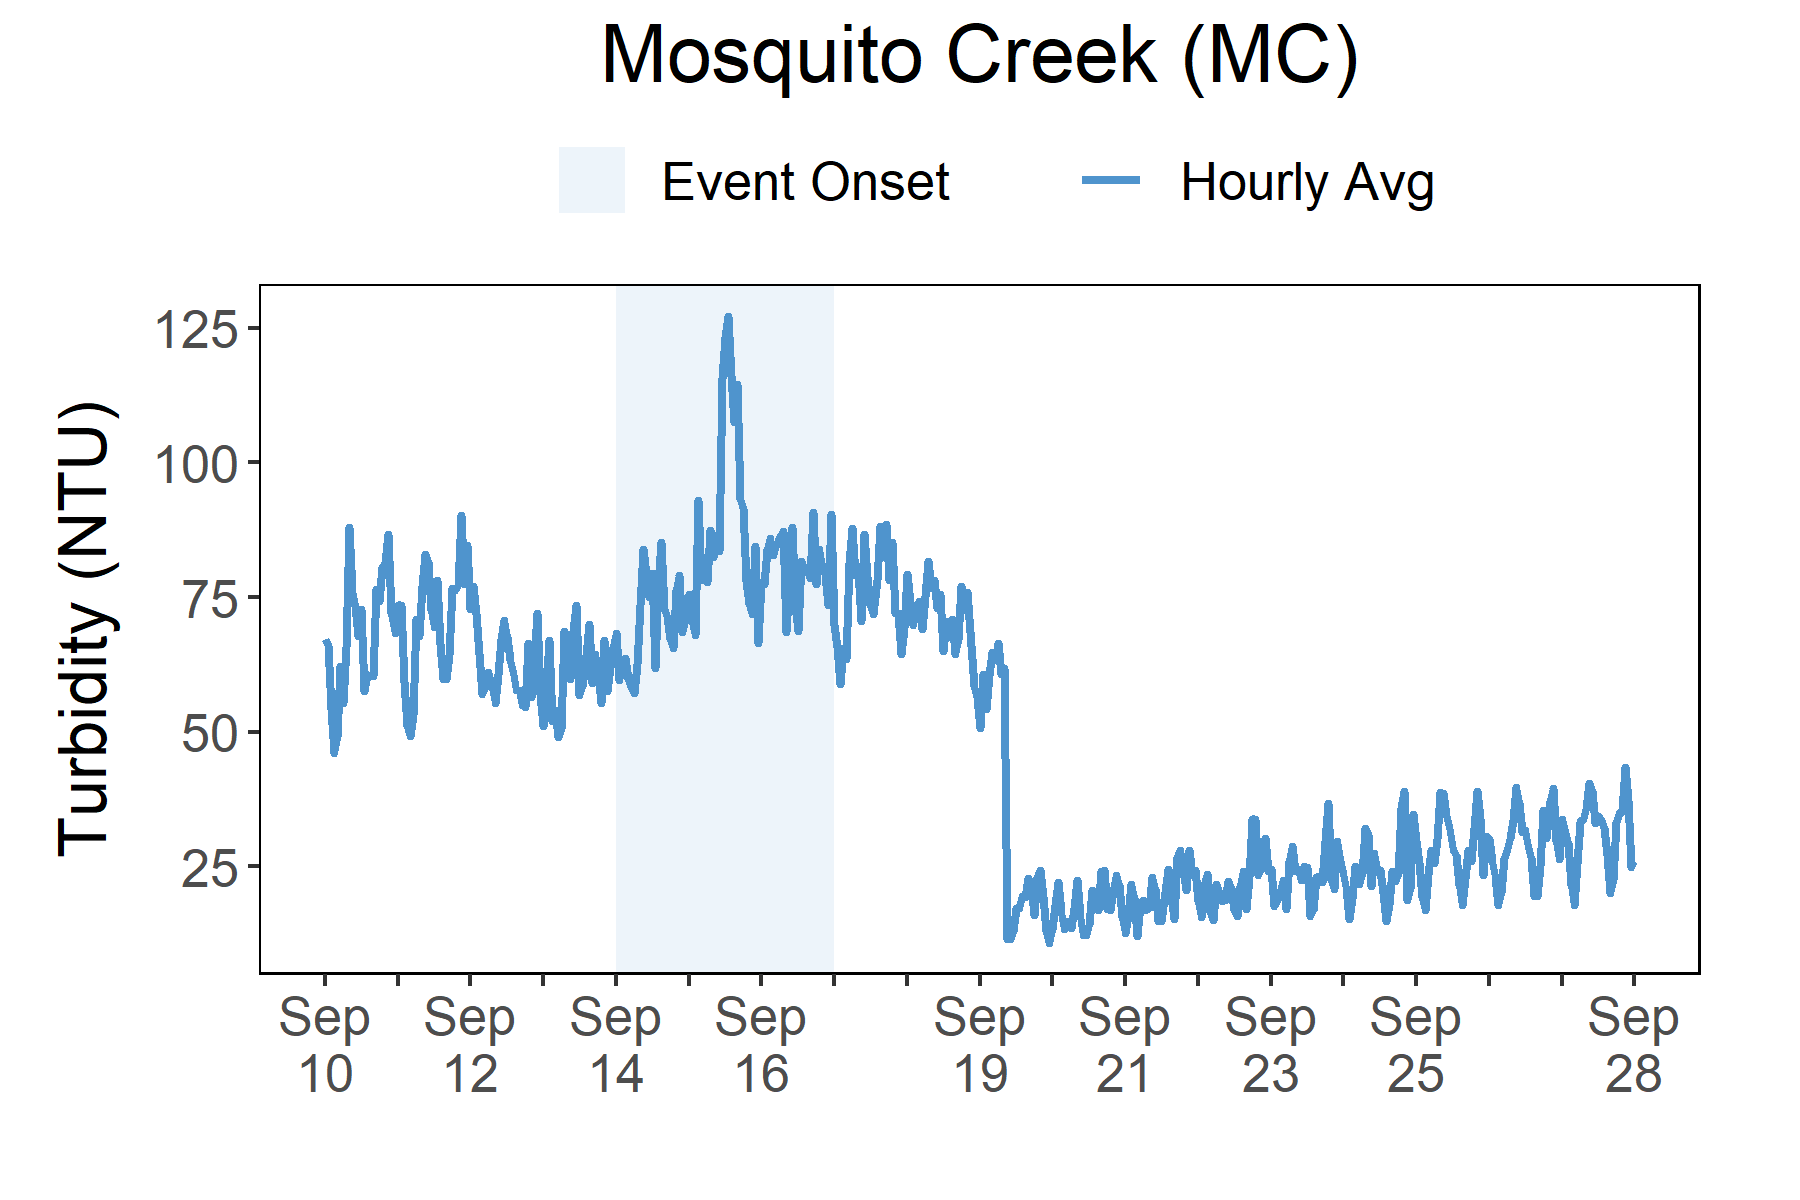 Mosquito Creek (MC)
Event Onset Hourly Avg
Turbidity (NTU)
125
100
75
50
25
Sep Sep Sep Sep Sep Sep Sep Sep Sep
10 12 14 16 19 21 23 25 28